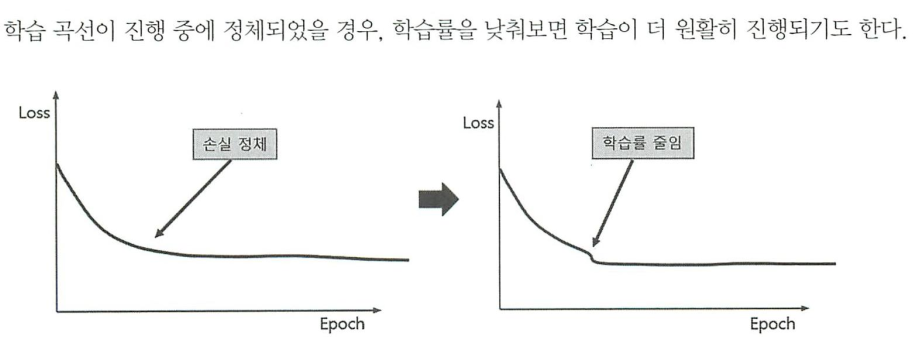 학습 곡선이 진행 중에 정체되었을 경우, 학습률을 낮춰보면 학습이 더 원활히 진행되기도 한다.
Loss
손실 정체
Epoch
Loss
학습률 줄임
Epoch